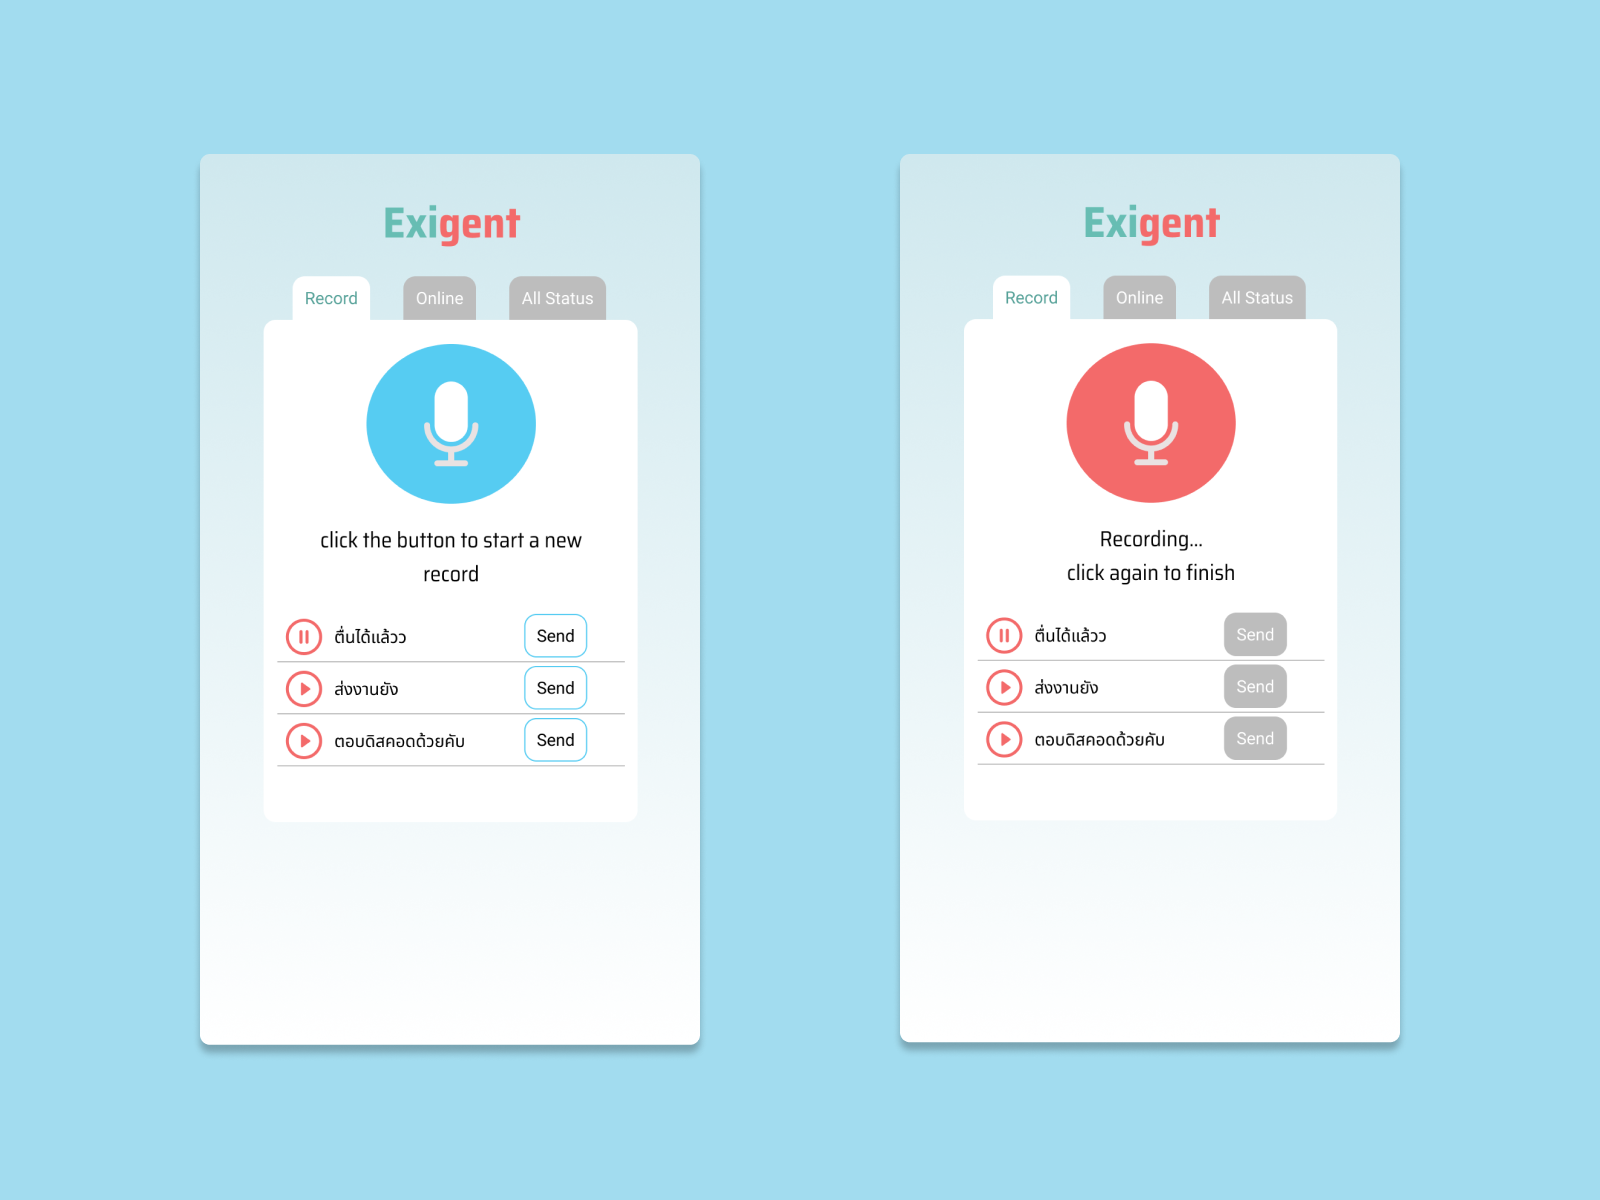 Exigent
Record
Online
All Status
click the button to start a new
record
ตื่นได้แล้วว
Send
ส่งงานยัง
Send
ตอบดิสคอดด้วยคับ
Send
Exigent
Record
Online
All Status
Recording...
click again to finish
ตื่นได้แล้วว
Send
ส่งงานยัง
Send
ตอบดิสคอดด้วยคับ
Send